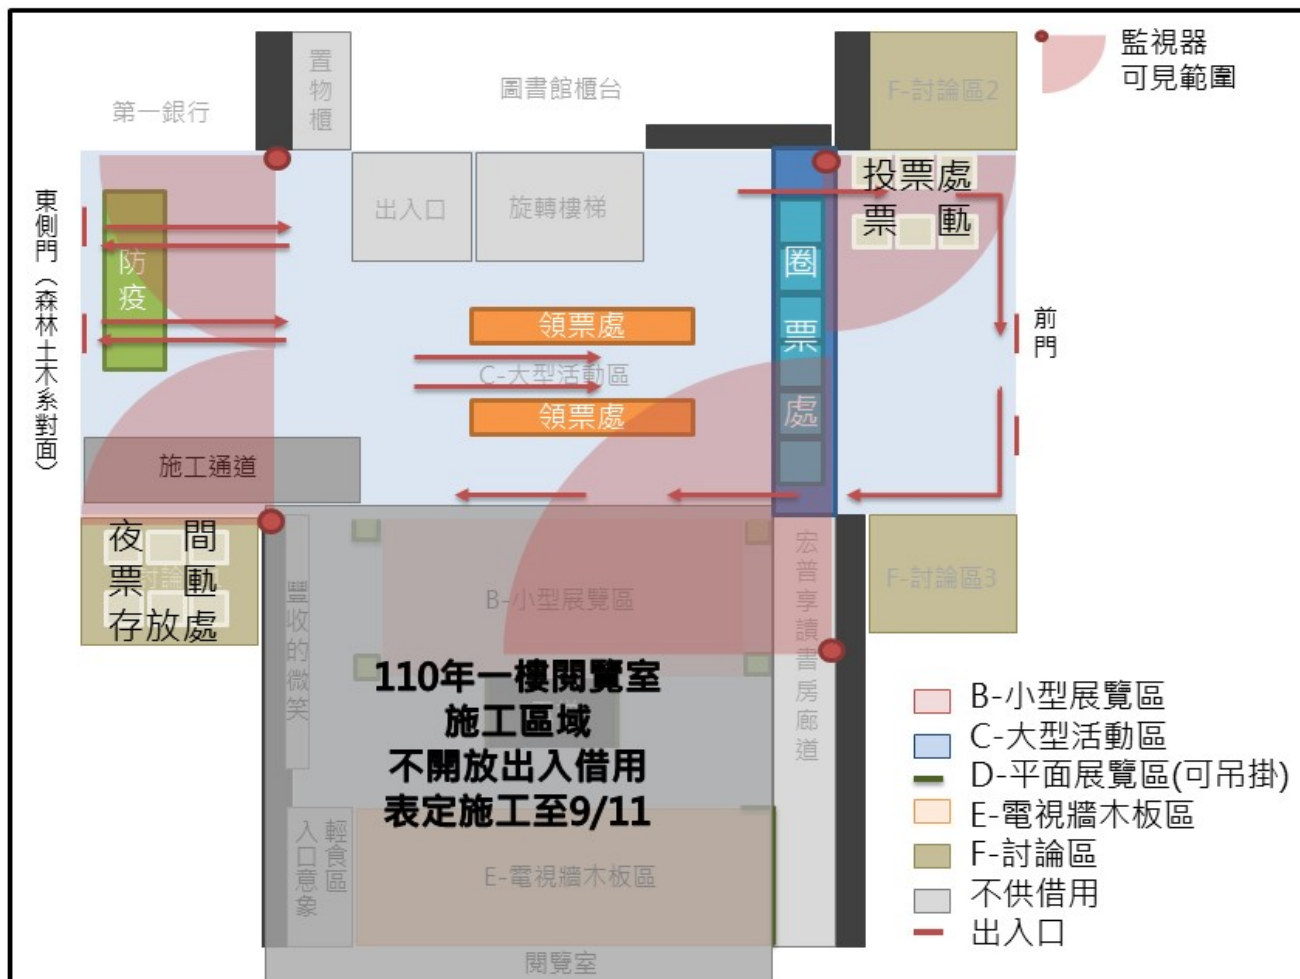 監視器
可見範圍
置物櫃
圖書館櫃台
F-討論區2
第一銀行
東側門（森林土木系對面）
防疫
出入口
旋轉樓梯
投票處
票匭
圈票處
領票處
C-大型活動區
領票處
前門
施工通道
夜間
票匭
存放處
討論
豐收的微笑
B-小型展覽區
宏普享讀書房廊道
F-討論區3
110年一樓閱覽室
施工區域
不開放出入借用
表定施工至9/11
入口意象
輕食區
E-電視牆木板區
閱覽室
B-小型展覽區
C-大型活動區
D-平面展覽區(可吊掛)
E-電視牆木板區
F-討論區
不供借用
出入口